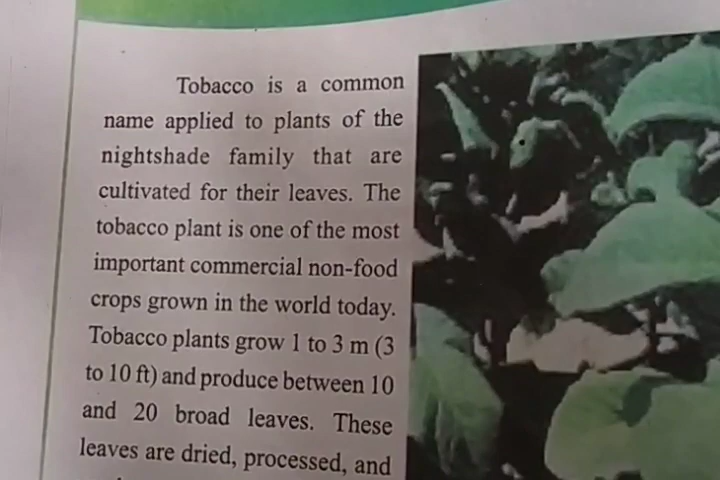 Tobacco is a common
name applied to plants of the
nightshade family that are
cultivated for their leaves. The
tobacco plant is one of the most
important commercial non-food
crops grown in the world today.
Tobacco plants grow 1 to 3 m (3
to 10 ft) and produce between 10
and 20 broad leaves. These
leaves are dried, processed, and